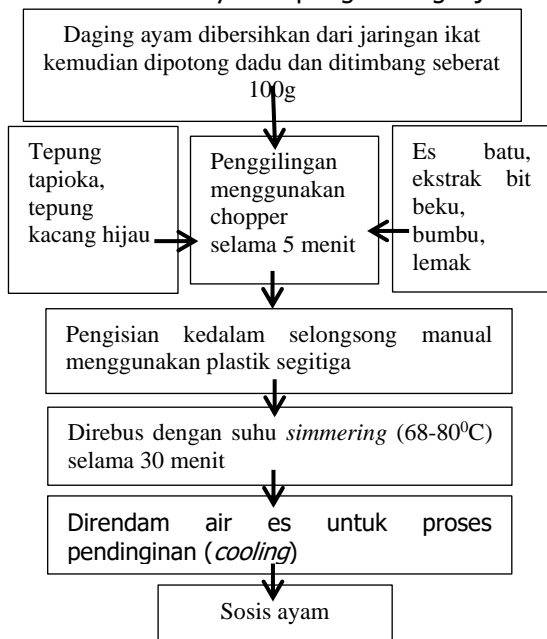 Daging ayam dibersihkan dari jaringan ikat
kemudian dipotong dadu dan ditimbang seberat
100g
Tepung
tapioka,
tepung
kacang hijau
Penggilingan
menggunakan
chopper
selama 5 menit
Es batu,
ekstrak bit
beku,
bumbu,
lemak
Pengisian kedalam selongsong manual
menggunakan plastik segitiga
Direbus dengan suhu simmering (68-80⁰C)
selama 30 menit
Direndam air es untuk proses
pendinginan (cooling)
Sosis ayam